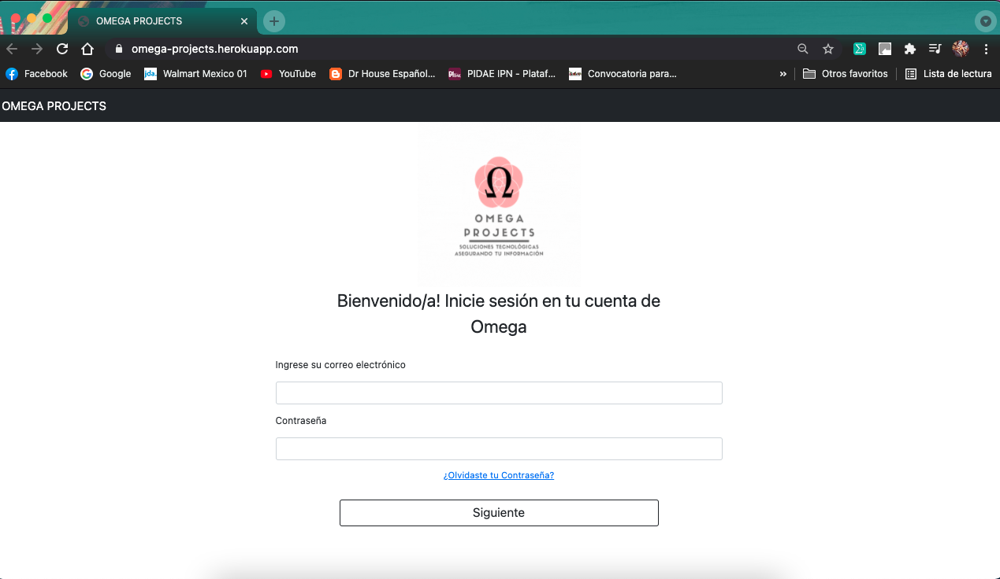 OMEGA PROJECTS
omega-projects.herokuapp.com
Facebook Google jda. Walmart Mexico 01 YouTube Dr House Español... PIDAE IPN - Plataf... Convocatoria para... » Otros favoritos Lista de lectura
OMEGA PROJECTS
Ω
OMEGA
PROJECTS
SOLUCIONES TECNOLÓGICAS
ASEGURANDO TU INFORMACIÓN
Bienvenido/a! Inicie sesión en tu cuenta de
Omega
Ingrese su correo electrónico
Contraseña
¿Olvidaste tu Contraseña?
Siguiente